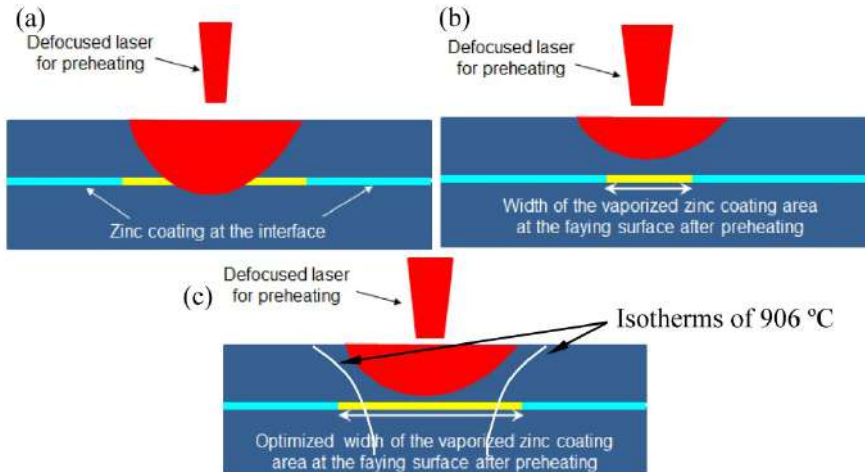 (a)
Defocused laser
for preheating
Zinc coating at the interface
(b)
Defocused laser
for preheating
Width of the vaporized zinc coating area
at the faying surface after preheating
(c)
Defocused laser
for preheating
Isotherms of 906 ºC
Optimized width of the vaporized zinc coating
area at the faying surface after preheating